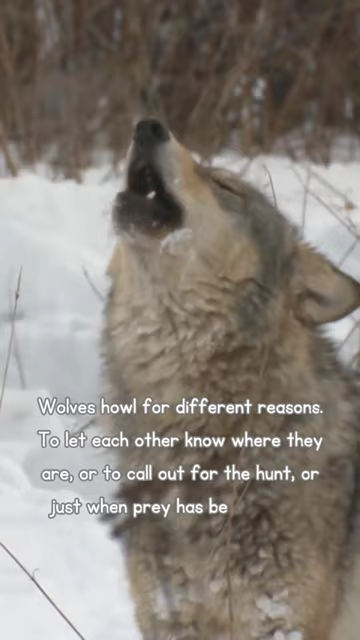 Wolves howl for different reasons.
To let each other know where they
are, or to call out for the hunt, or
just when prey has be